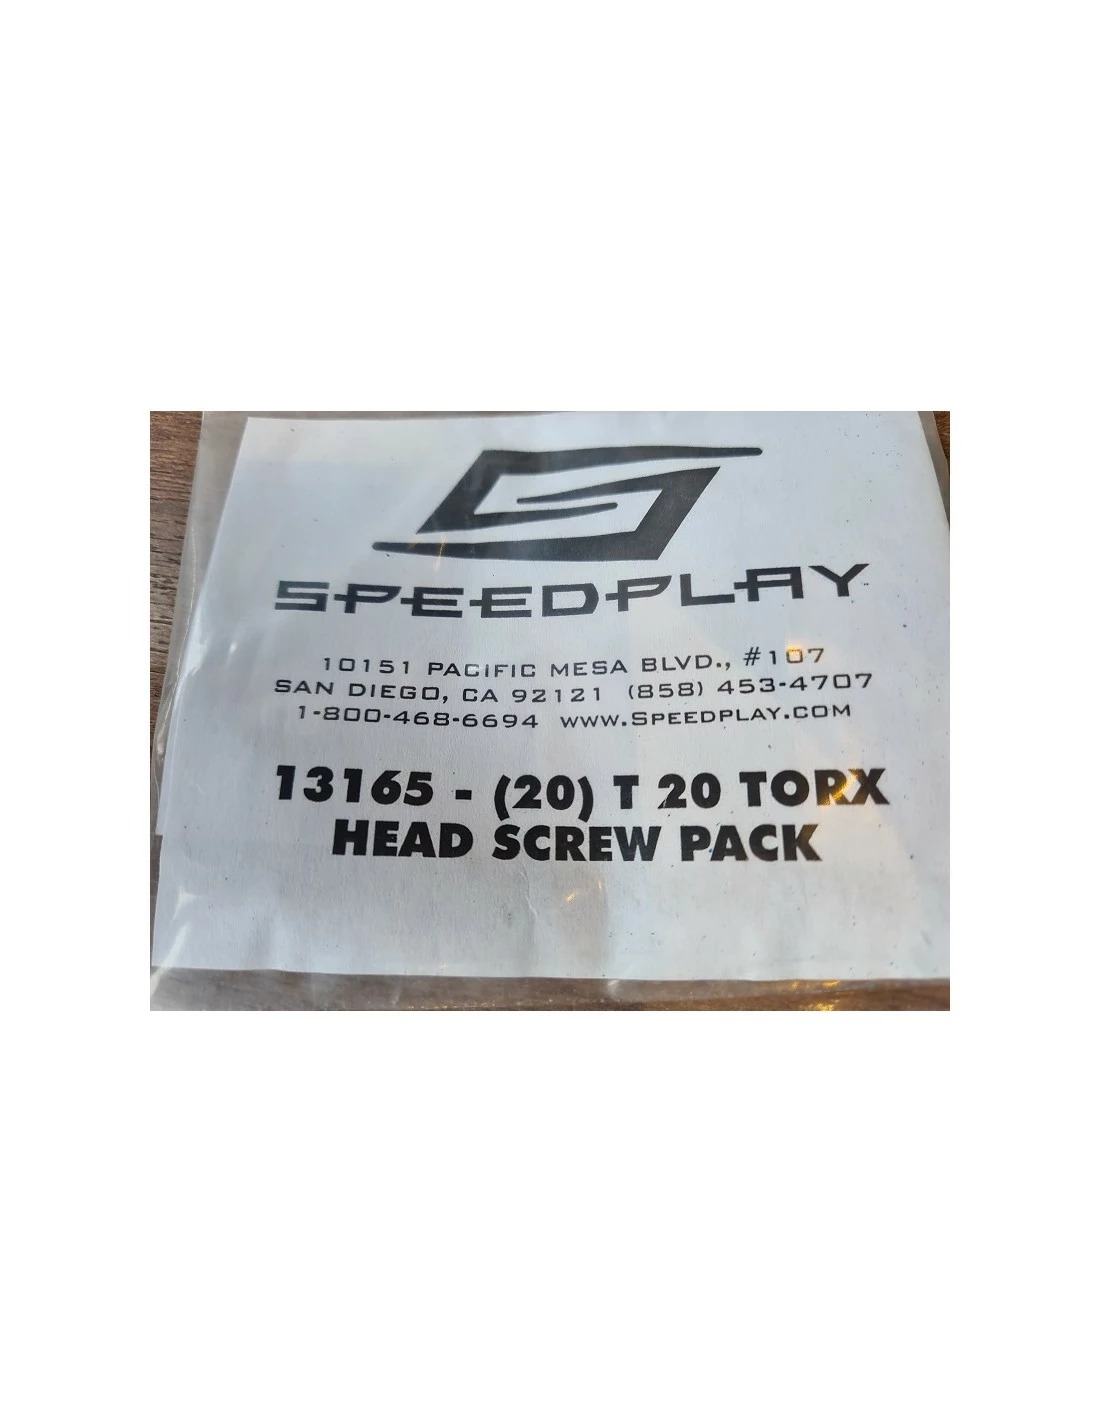 SPEEDPLAY
10151 PACIFIC MESA BLVD., #107
SAN DIEGO, CA 92121 (858) 453-4707
1-800-468-6694 WWW.SPEEDPLAY.COM
13165 - (20) T 20 TORX
HEAD SCREW PACK